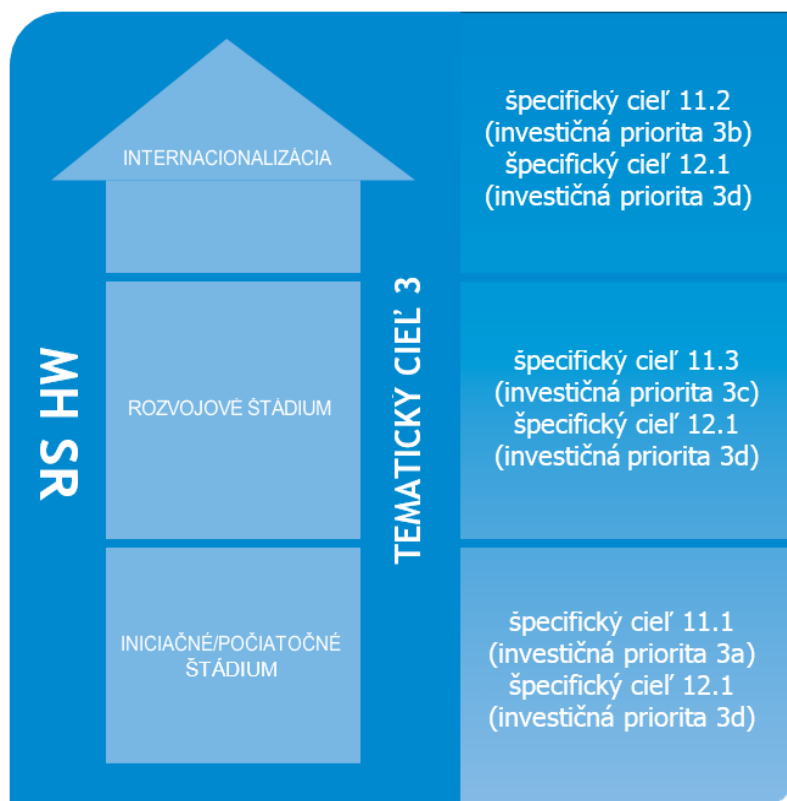 MH SR
INTERNACIONALIZÁCIA
ROZVOJOVÉ ŠTÁDIUM
INICIAČNÉ/POČIATOČNÉ
ŠTÁDIUM
TEMATICKÝ CIEĽ 3
špecifický cieľ 11.2
(investičná priorita 3b)
špecifický cieľ 12.1
(investičná priorita 3d)
špecifický cieľ 11.3
(investičná priorita 3c)
špecifický cieľ 12.1
(investičná priorita 3d)
špecifický cieľ 11.1
(investičná priorita 3a)
špecifický cieľ 12.1
(investičná priorita 3d)